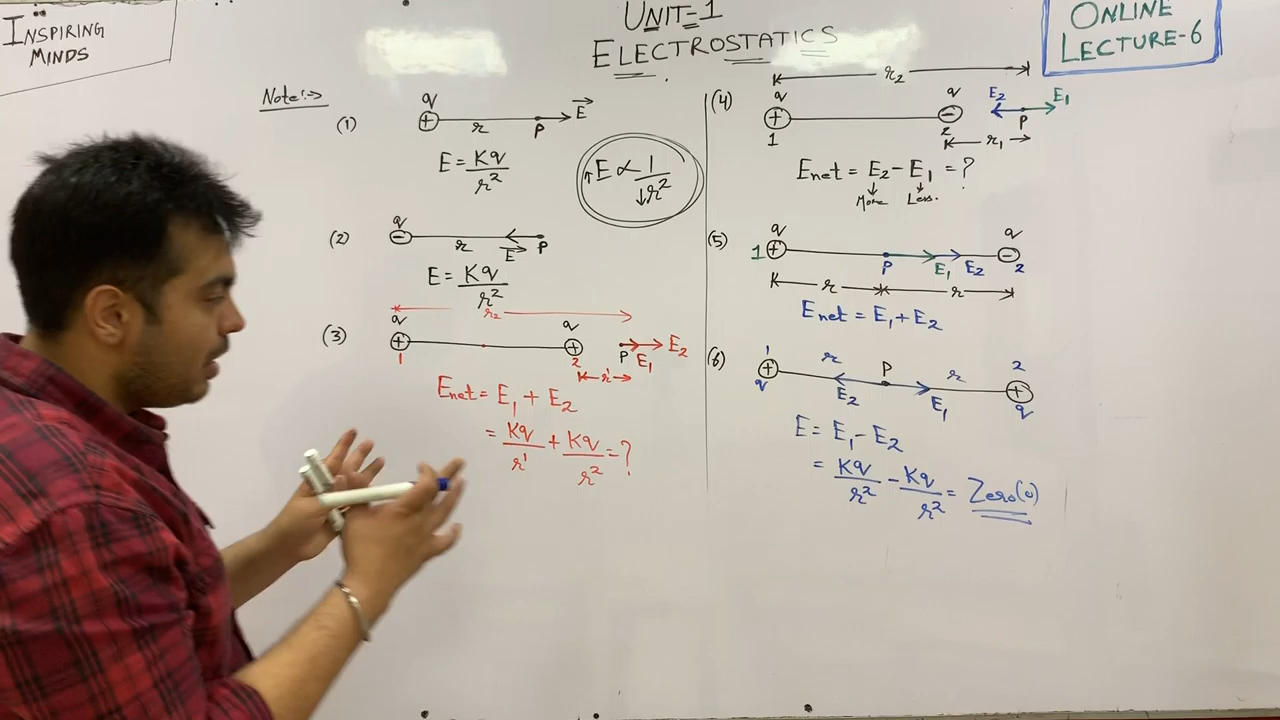 INSPIRING
MINDS
UNIT-1
ELECTROSTATICS
ONLINE
LECTURE-6
Note:→
(1)
q
+
r
P
E⃗
E = Kq/r²
↑E ∝ 1/↓r²
(2)
q
−
r
E⃗
P
E = Kq/r²
(3)
r₂
q
q
+
+
1
2
P
E₁
E₂
r'
Enet = E₁ + E₂
= Kq/r' + Kq/r² = ?
(4)
r₂
q
q
+
−
1
2
E₂
E₁
P
r₁
Enet = E₂ − E₁ = ?
↓ ↓
More Less.
(5)
q
q
1 +
− 2
P
E₁
E₂
r
r
Enet = E₁ + E₂
(6)
1
2
+
+
q
q
r
P
r
E₂
E₁
E = E₁ − E₂
= Kq/r² − Kq/r² = Zero(0)